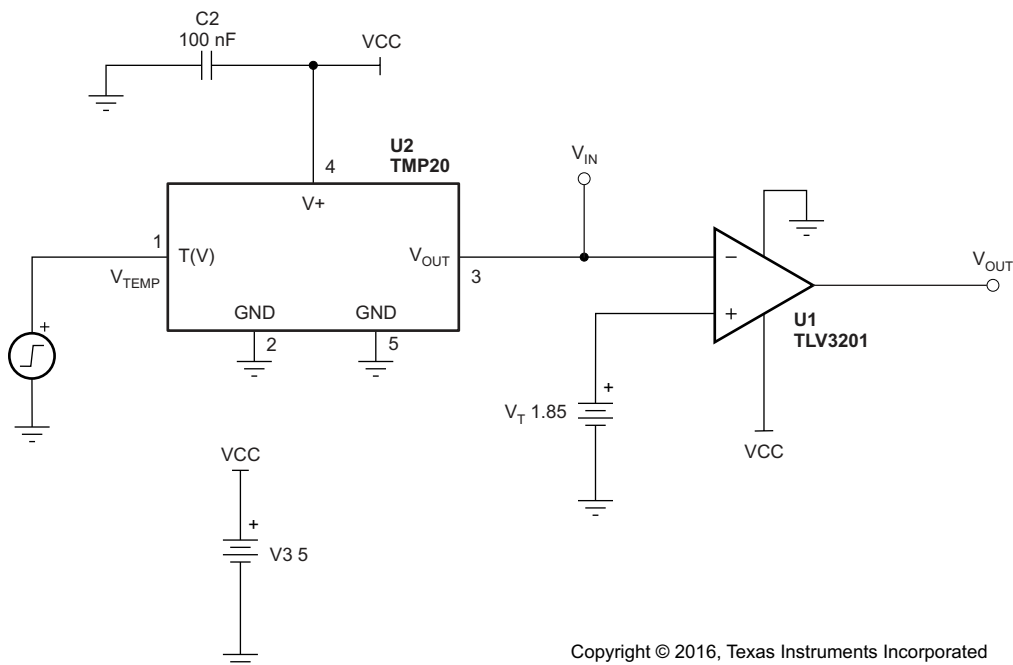 C2
100 nF
VCC
U2
TMP20
4
V+
1
T(V)
V_TEMP
V_OUT
3
GND
GND
2
5
V_IN
−
+
U1
TLV3201
V_OUT
+
+
V_T 1.85
VCC
VCC
+
V3 5
Copyright © 2016, Texas Instruments Incorporated